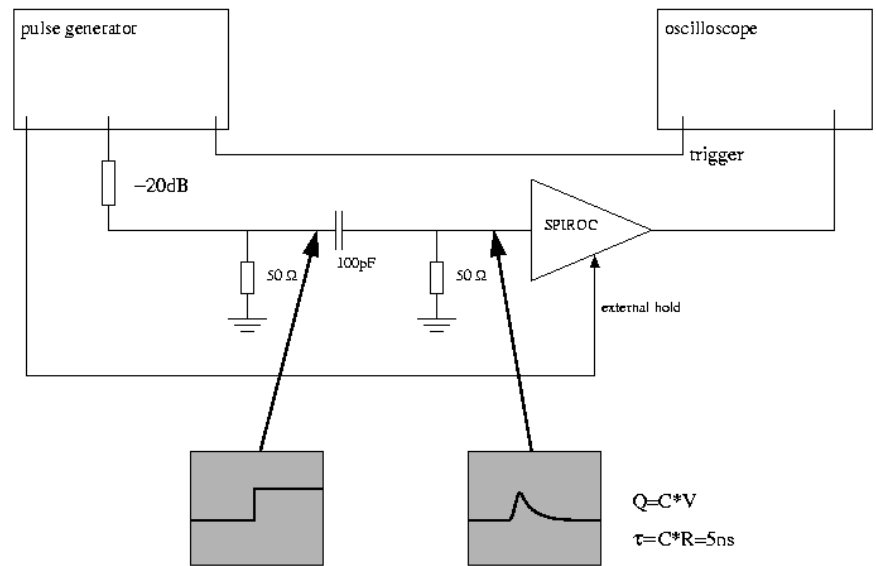 pulse generator
oscilloscope
trigger
−20dB
SPIROC
50 Ω
100pF
50 Ω
external hold
Q=C*V
τ=C*R=5ns